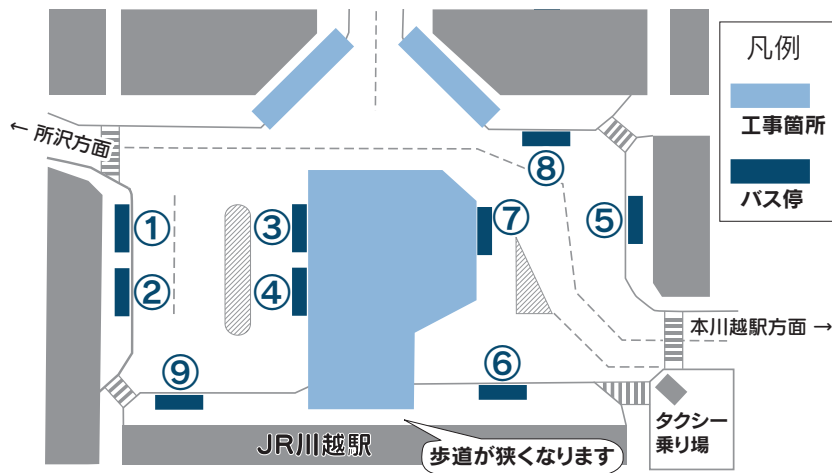 ← 所沢方面
凡例
工事箇所
バス停
⑧
①
③
⑦
⑤
②
④
本川越駅方面 →
⑨
⑥
タクシー
乗り場
JR川越駅
歩道が狭くなります